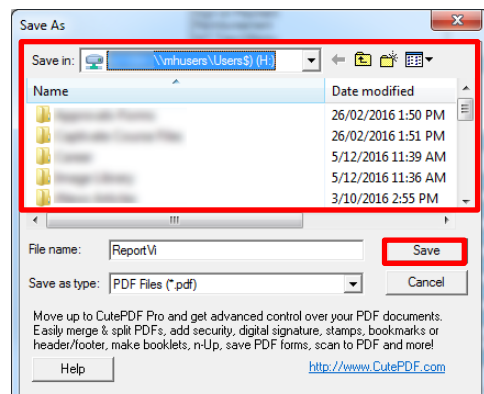 Save As
Save in: \\mhusers\Users$) (H:)
Name Date modified
26/02/2016 1:50 PM
26/02/2016 1:51 PM
5/12/2016 11:39 AM
5/12/2016 11:36 AM
3/10/2016 2:55 PM
File name: ReportVi Save
Save as type: PDF Files (*.pdf) Cancel
Move up to CutePDF Pro and get advanced control over your PDF documents.
Easily merge & split PDFs, add security, digital signature, stamps, bookmarks or
header/footer, make booklets, n-Up, save PDF forms, scan to PDF and more!
Help http://www.CutePDF.com